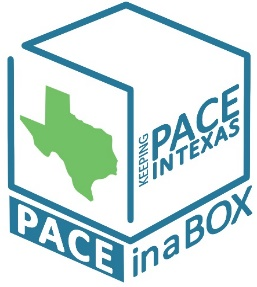 KEEPING
PACE
IN TEXAS
PACE in a BOX